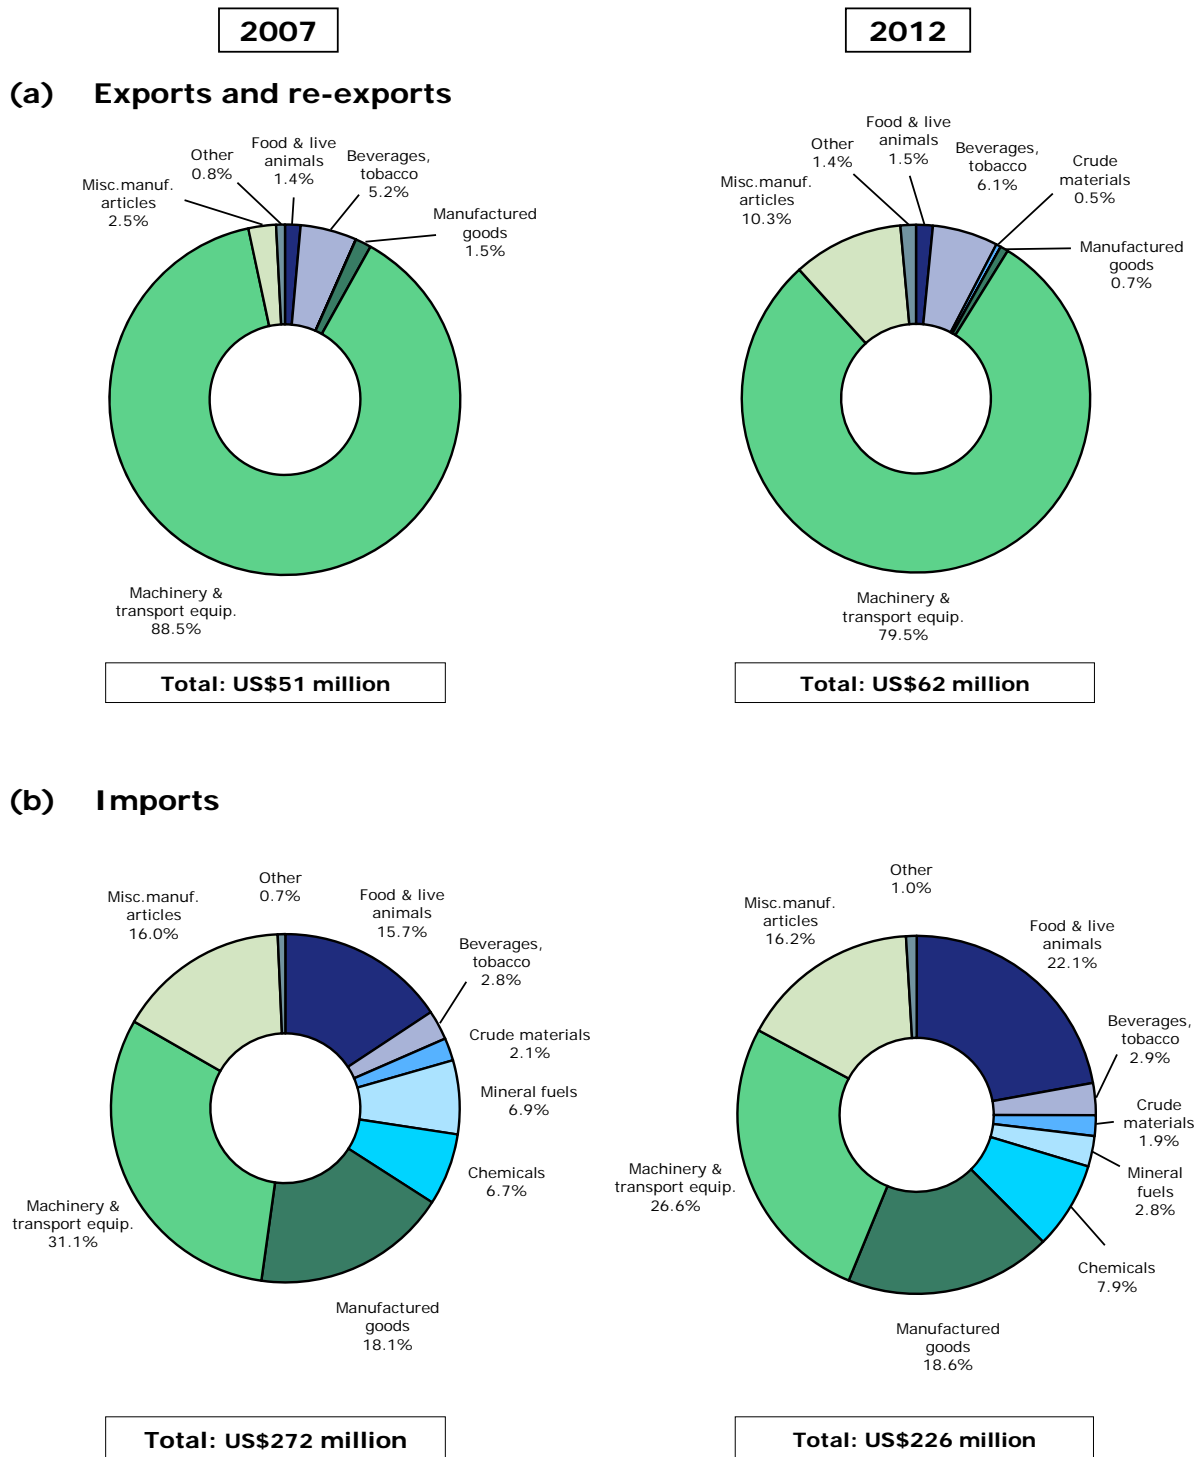 2007
2012
(a) Exports and re-exports
Other
0.8%
Food & live
animals
1.4%
Beverages,
tobacco
5.2%
Misc.manuf.
articles
2.5%
Manufactured
goods
1.5%
Machinery &
transport equip.
88.5%
Total: US$51 million
Food & live
animals
1.5%
Other
1.4%
Beverages,
tobacco
6.1%
Crude
materials
0.5%
Misc.manuf.
articles
10.3%
Manufactured
goods
0.7%
Machinery &
transport equip.
79.5%
Total: US$62 million
(b) Imports
Other
0.7%
Misc.manuf.
articles
16.0%
Food & live
animals
15.7%
Beverages,
tobacco
2.8%
Crude materials
2.1%
Mineral fuels
6.9%
Chemicals
6.7%
Machinery &
transport equip.
31.1%
Manufactured
goods
18.1%
Total: US$272 million
Other
1.0%
Misc.manuf.
articles
16.2%
Food & live
animals
22.1%
Beverages,
tobacco
2.9%
Crude
materials
1.9%
Mineral
fuels
2.8%
Machinery &
transport equip.
26.6%
Chemicals
7.9%
Manufactured
goods
18.6%
Total: US$226 million